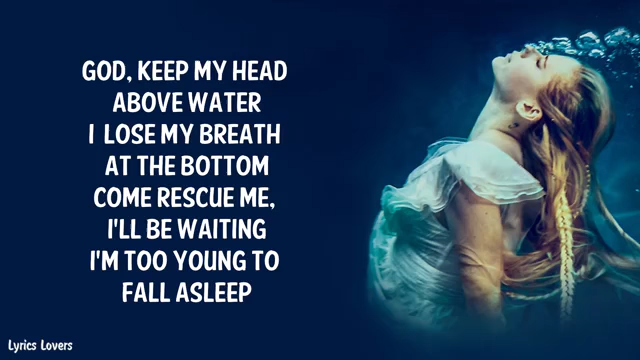 GOD, KEEP MY HEAD
ABOVE WATER
I LOSE MY BREATH
AT THE BOTTOM
COME RESCUE ME,
I'LL BE WAITING
I'M TOO YOUNG TO
FALL ASLEEP
Lyrics Lovers